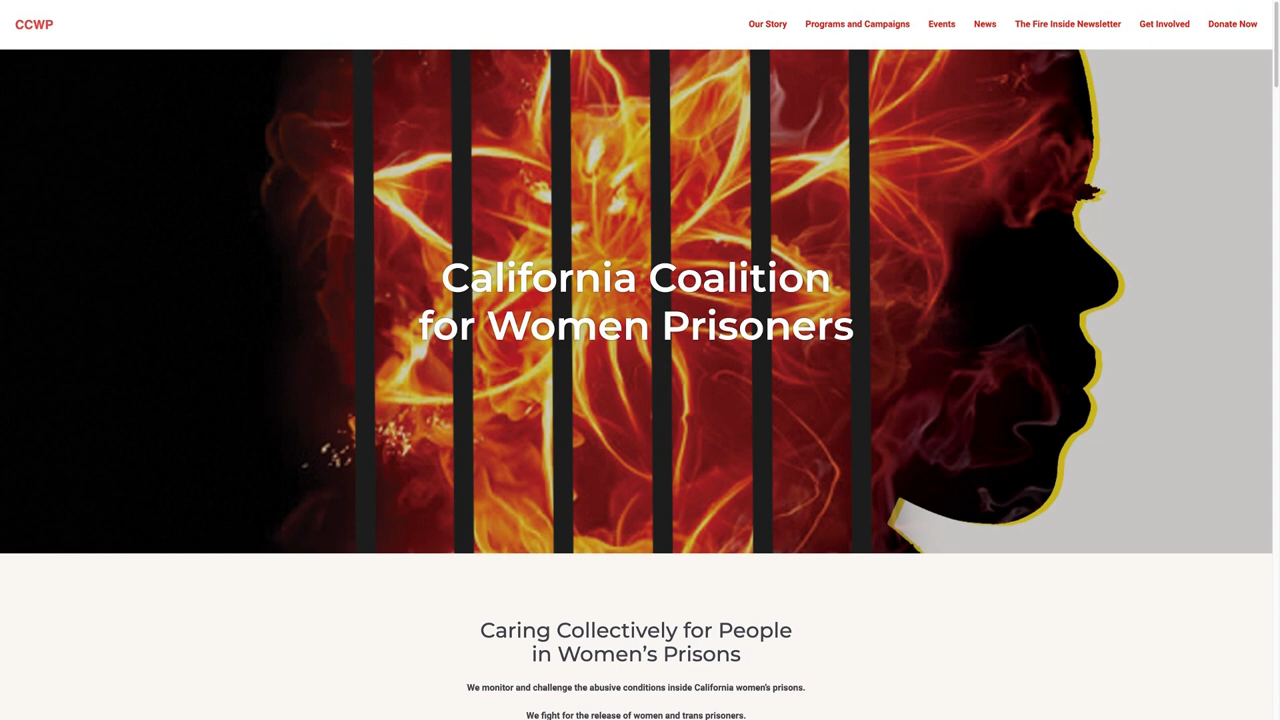 CCWP
Our Story
Programs and Campaigns
Events
News
The Fire Inside Newsletter
Get Involved
Donate Now
California Coalition
for Women Prisoners
Caring Collectively for People
in Women’s Prisons
We monitor and challenge the abusive conditions inside California women's prisons.
We fight for the release of women and trans prisoners.